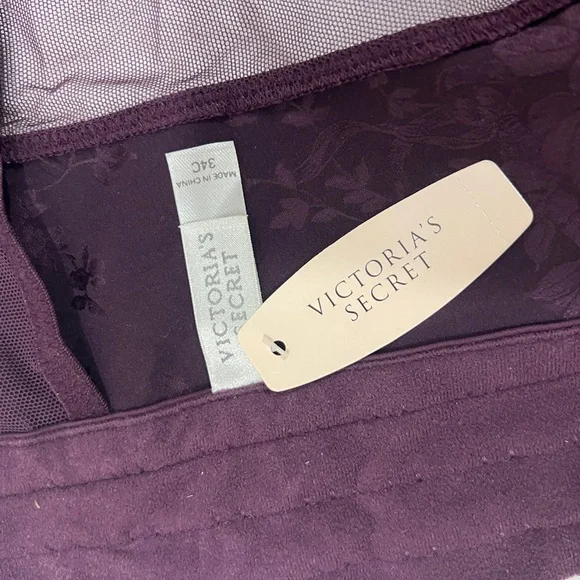 34C
MADE IN CHINA
VICTORIA'S
SECRET
VICTORIA'S
SECRET